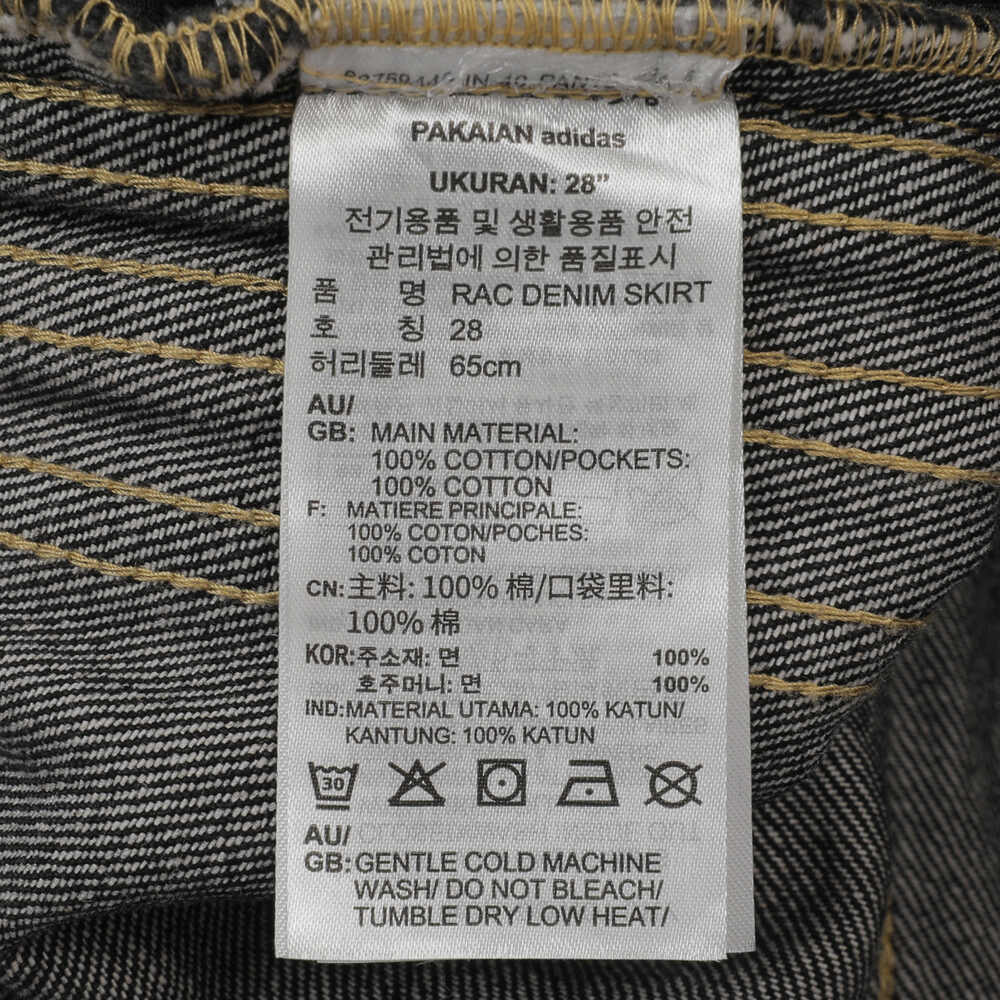 PAKAIAN adidas
UKURAN: 28”
전기용품 및 생활용품 안전
관리법에 의한 품질표시
품 명 RAC DENIM SKIRT
호 칭 28
허리둘레 65cm
AU/
GB: MAIN MATERIAL:
100% COTTON/POCKETS:
100% COTTON
F: MATIERE PRINCIPALE:
100% COTON/POCHES:
100% COTON
CN:主料: 100% 棉/口袋里料:
100% 棉
KOR:주소재: 면 100%
호주머니: 면 100%
IND:MATERIAL UTAMA: 100% KATUN/
KANTUNG: 100% KATUN
30
AU/
GB: GENTLE COLD MACHINE
WASH/ DO NOT BLEACH/
TUMBLE DRY LOW HEAT/